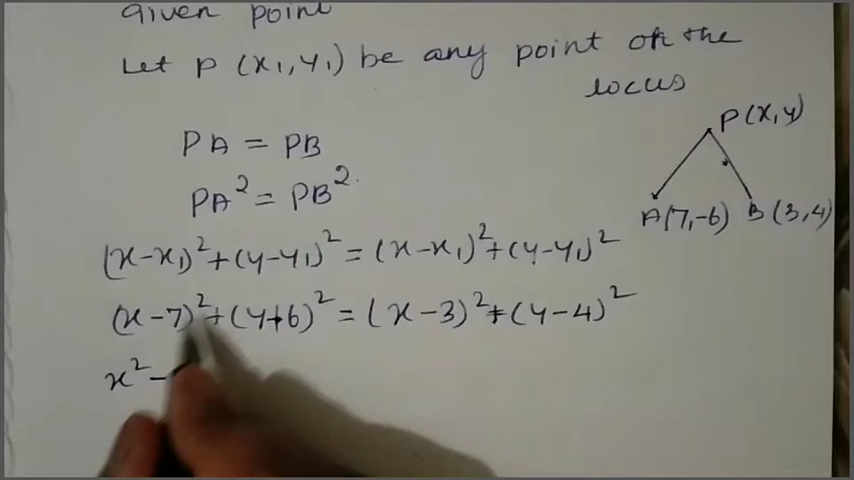 Given point
Let P (x₁, y₁) be any point on the
locus
P(x, y)
PA = PB
PA² = PB²
A(7,-6) B (3,4)
(x-x₁)²+(y-y₁)² = (x-x₁)²+(y-y₁)²
(x-7)²+(y+6)² = (x-3)²+(y-4)²
x² -